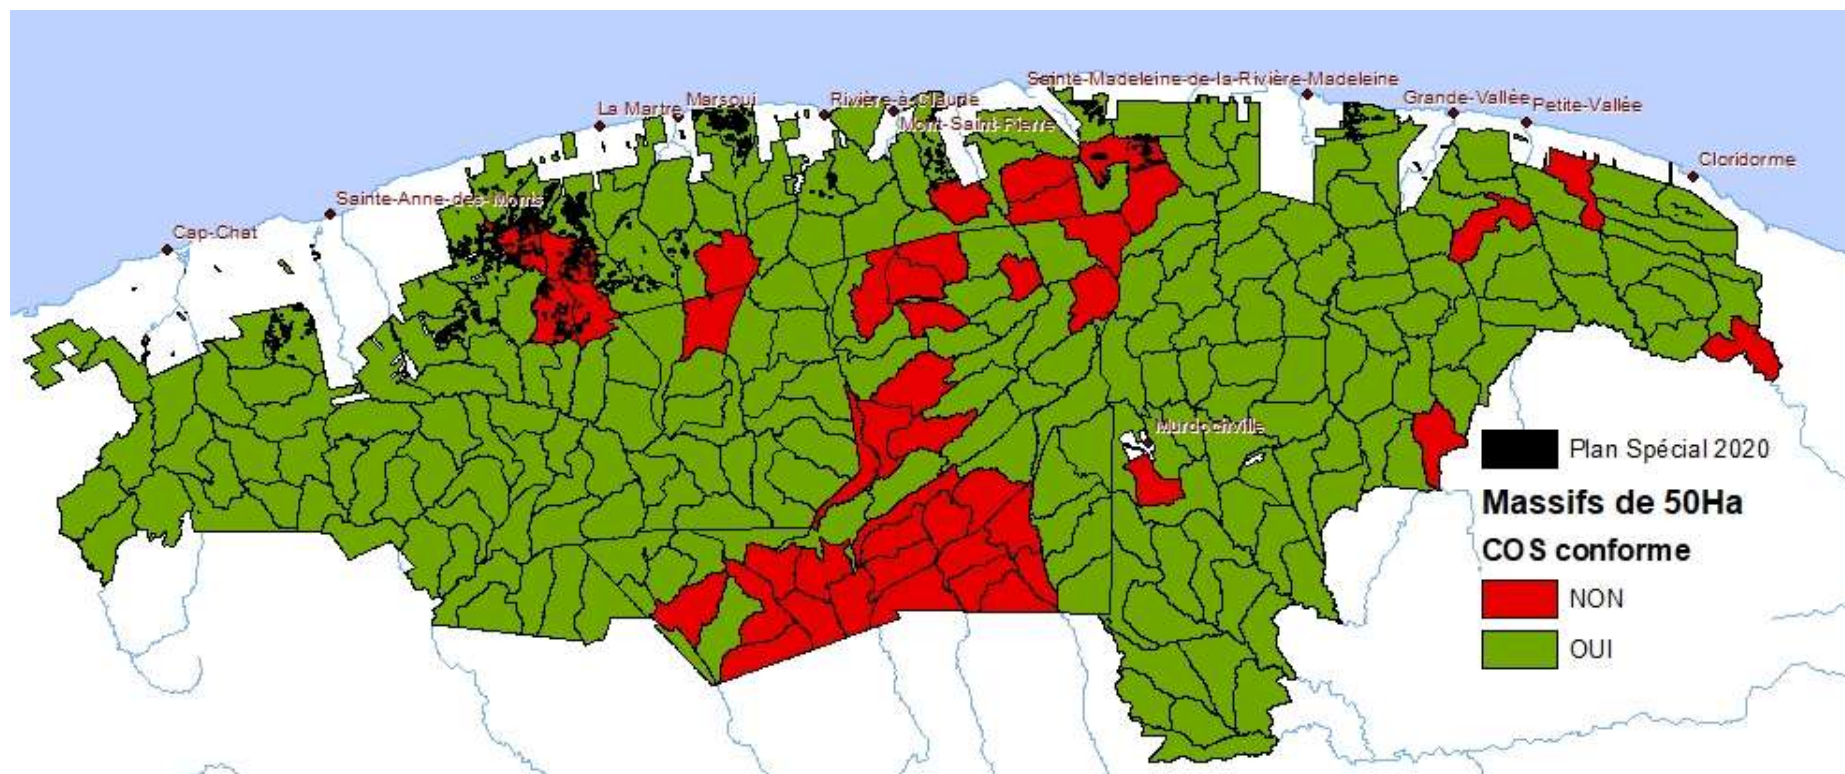 Sainte-Madeleine-de-la-Rivière-Madeleine
Marsoui
Rivière-à-Claude
Grande-Vallée
Petite-Vallée
La Martre
Mont-Saint-Pierre
Cloridorme
Sainte-Anne-des-Monts
Cap-Chat
Murdochville
Plan Spécial 2020
Massifs de 50Ha
COS conforme
NON
OUI